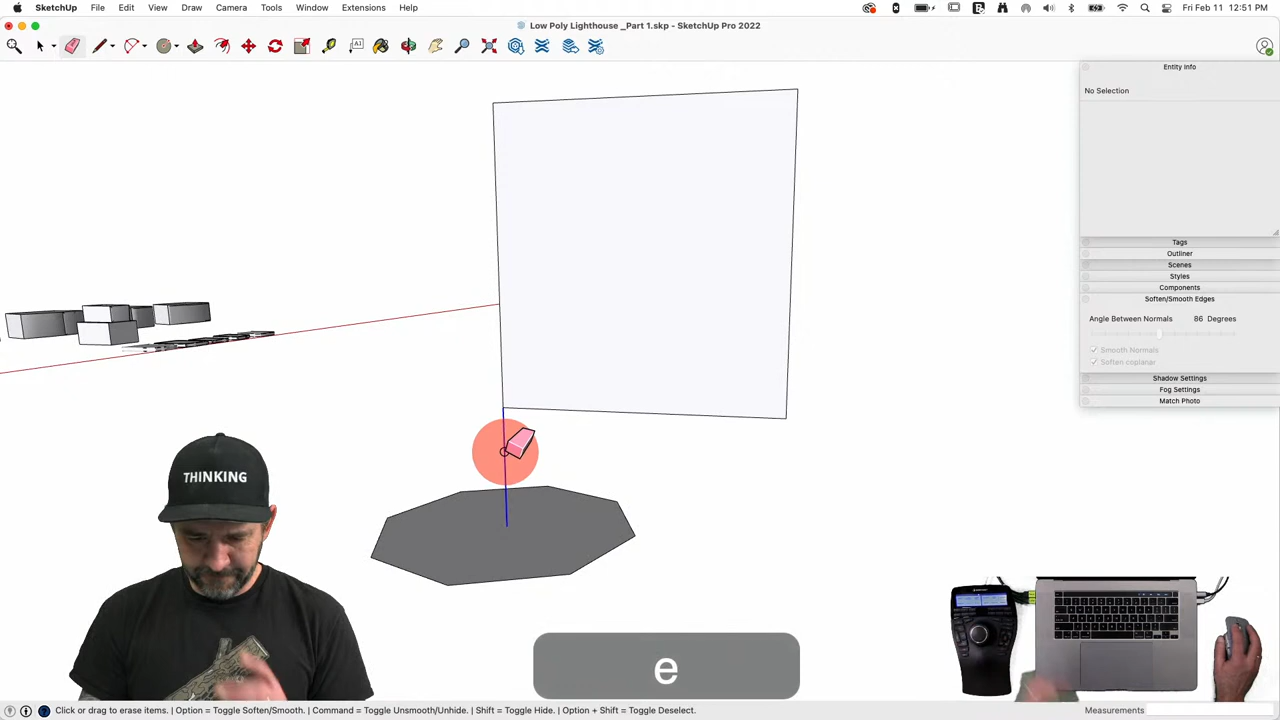 SketchUp File Edit View Draw Camera Tools Window Extensions Help Fri Feb 11 12:51 PM
Low Poly Lighthouse _Part 1.skp - SketchUp Pro 2022
Entity Info
No Selection
Tags
Outliner
Scenes
Styles
Components
Soften/Smooth Edges
Angle Between Normals 86 Degrees
Smooth Normals
Soften coplanar
Shadow Settings
Fog Settings
Match Photo
THINKING
e
Click or drag to erase items. | Option = Toggle Soften/Smooth. | Command = Toggle Unsmooth/Unhide. | Shift = Toggle Hide. | Option + Shift = Toggle Deselect. Measurements